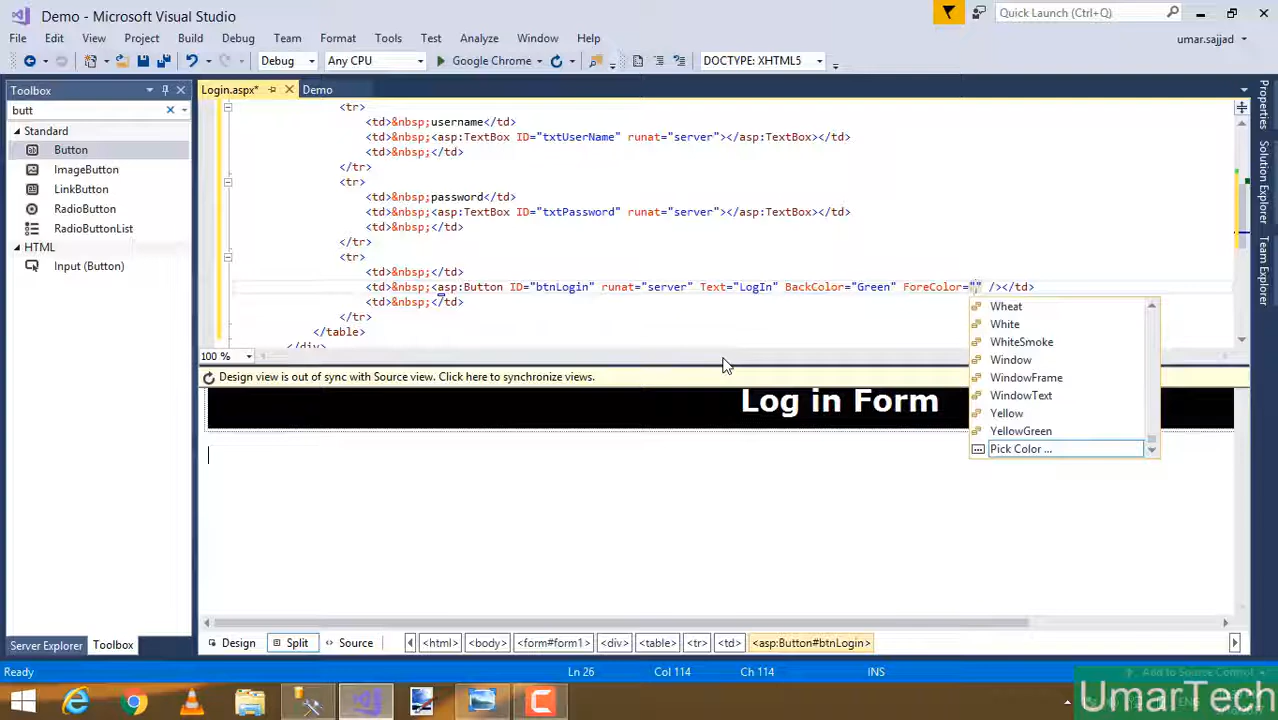 Demo - Microsoft Visual Studio
Quick Launch (Ctrl+Q)
File Edit View Project Build Debug Team Format Tools Test Analyze Window Help
umar.sajjad
Debug Any CPU Google Chrome DOCTYPE: XHTML5
Toolbox
Login.aspx* Demo
butt
Standard
Button
ImageButton
LinkButton
RadioButton
RadioButtonList
HTML
Input (Button)
<tr>
<td>&nbsp;username</td>
<td>&nbsp;<asp:TextBox ID="txtUserName" runat="server"></asp:TextBox></td>
<td>&nbsp;</td>
</tr>
<tr>
<td>&nbsp;password</td>
<td>&nbsp;<asp:TextBox ID="txtPassword" runat="server"></asp:TextBox></td>
<td>&nbsp;</td>
</tr>
<tr>
<td>&nbsp;</td>
<td>&nbsp;<asp:Button ID="btnLogin" runat="server" Text="LogIn" BackColor="Green" ForeColor="" /></td>
<td>&nbsp;</td>
</tr>
</table>
</div>
Wheat
White
WhiteSmoke
Window
WindowFrame
WindowText
Yellow
YellowGreen
Pick Color ...
100 %
Design view is out of sync with Source view. Click here to synchronize views.
Log in Form
Properties
Solution Explorer
Team Explorer
Server Explorer Toolbox
Design Split Source <html> <body> <form#form1> <div> <table> <tr> <td> <asp:Button#btnLogin>
Ready Ln 26 Col 114 Ch 114 INS Add to Source Control
UmarTech